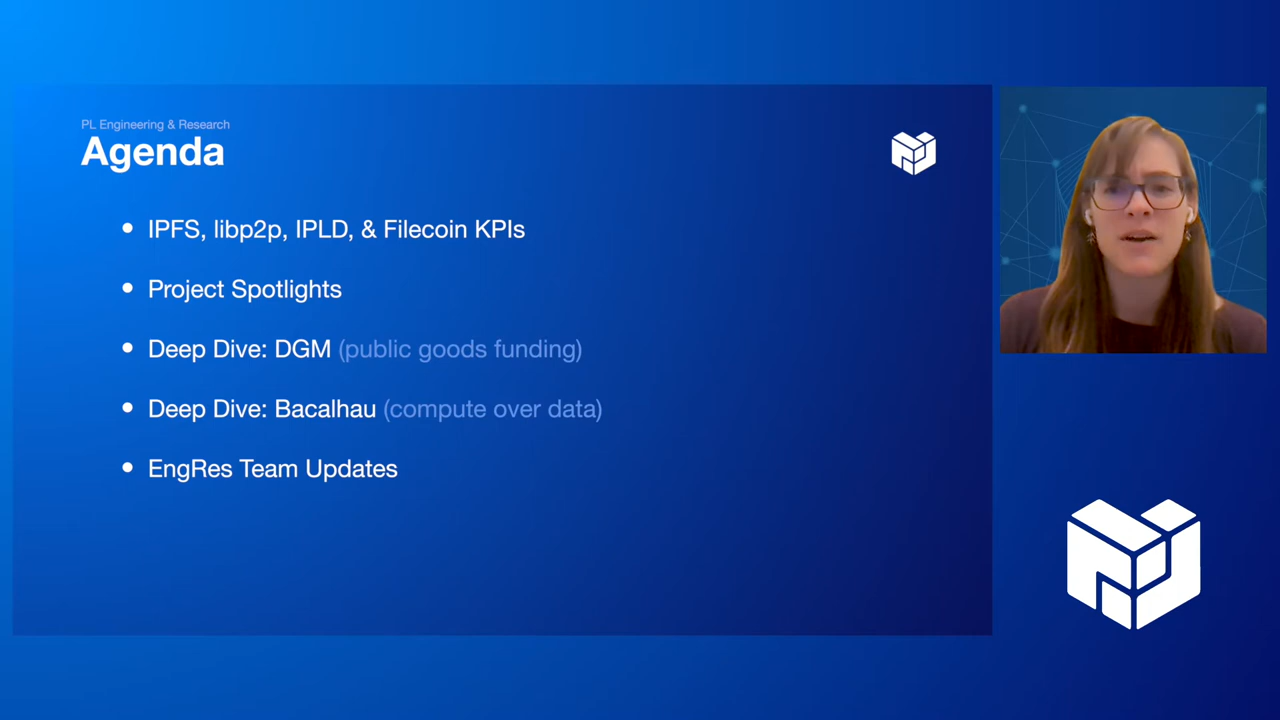 PL Engineering & Research
Agenda
IPFS, libp2p, IPLD, & Filecoin KPIs
Project Spotlights
Deep Dive: DGM (public goods funding)
Deep Dive: Bacalhau (compute over data)
EngRes Team Updates